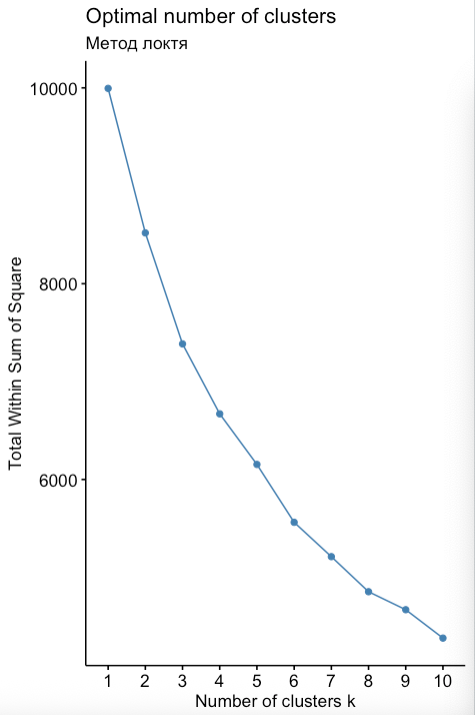 Optimal number of clusters
Метод локтя
10000
8000
6000
Total Within Sum of Square
1 2 3 4 5 6 7 8 9 10
Number of clusters k